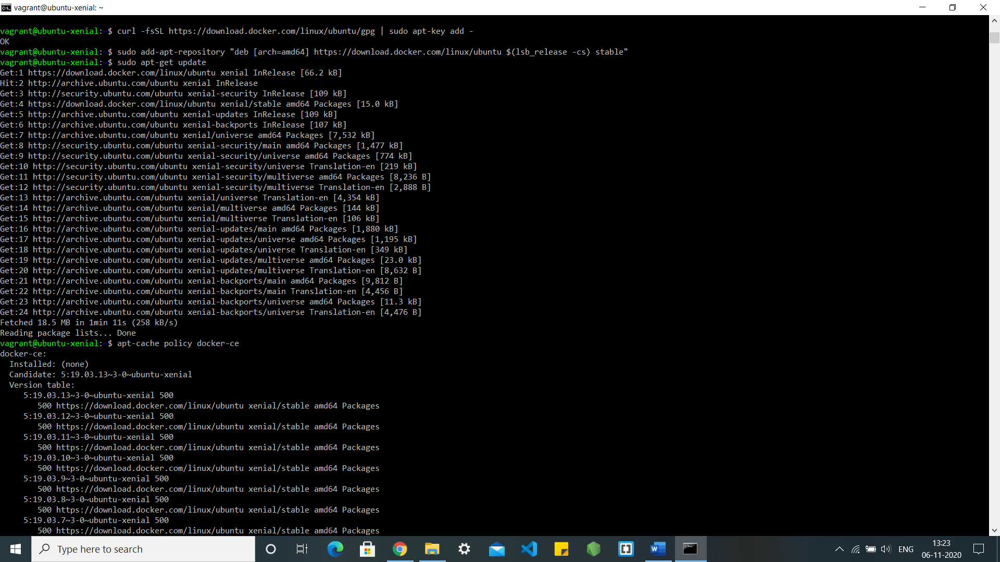 vagrant@ubuntu-xenial: ~
vagrant@ubuntu-xenial:~$ curl -fsSL https://download.docker.com/linux/ubuntu/gpg | sudo apt-key add -
OK
vagrant@ubuntu-xenial:~$ sudo add-apt-repository "deb [arch=amd64] https://download.docker.com/linux/ubuntu $(lsb_release -cs) stable"
vagrant@ubuntu-xenial:~$ sudo apt-get update
Get:1 https://download.docker.com/linux/ubuntu xenial InRelease [66.2 kB]
Hit:2 http://archive.ubuntu.com/ubuntu xenial InRelease
Get:3 http://security.ubuntu.com/ubuntu xenial-security InRelease [109 kB]
Get:4 https://download.docker.com/linux/ubuntu xenial/stable amd64 Packages [15.0 kB]
Get:5 http://archive.ubuntu.com/ubuntu xenial-updates InRelease [109 kB]
Get:6 http://archive.ubuntu.com/ubuntu xenial-backports InRelease [107 kB]
Get:7 http://archive.ubuntu.com/ubuntu xenial/universe amd64 Packages [7,532 kB]
Get:8 http://security.ubuntu.com/ubuntu xenial-security/main amd64 Packages [1,477 kB]
Get:9 http://security.ubuntu.com/ubuntu xenial-security/universe amd64 Packages [774 kB]
Get:10 http://security.ubuntu.com/ubuntu xenial-security/universe Translation-en [219 kB]
Get:11 http://security.ubuntu.com/ubuntu xenial-security/multiverse amd64 Packages [8,236 B]
Get:12 http://security.ubuntu.com/ubuntu xenial-security/multiverse Translation-en [2,888 B]
Get:13 http://archive.ubuntu.com/ubuntu xenial/universe Translation-en [4,354 kB]
Get:14 http://archive.ubuntu.com/ubuntu xenial/multiverse amd64 Packages [144 kB]
Get:15 http://archive.ubuntu.com/ubuntu xenial/multiverse Translation-en [106 kB]
Get:16 http://archive.ubuntu.com/ubuntu xenial-updates/main amd64 Packages [1,880 kB]
Get:17 http://archive.ubuntu.com/ubuntu xenial-updates/universe amd64 Packages [1,195 kB]
Get:18 http://archive.ubuntu.com/ubuntu xenial-updates/universe Translation-en [349 kB]
Get:19 http://archive.ubuntu.com/ubuntu xenial-updates/multiverse amd64 Packages [23.0 kB]
Get:20 http://archive.ubuntu.com/ubuntu xenial-updates/multiverse Translation-en [8,632 B]
Get:21 http://archive.ubuntu.com/ubuntu xenial-backports/main amd64 Packages [9,812 B]
Get:22 http://archive.ubuntu.com/ubuntu xenial-backports/main Translation-en [4,456 B]
Get:23 http://archive.ubuntu.com/ubuntu xenial-backports/universe amd64 Packages [11.3 kB]
Get:24 http://archive.ubuntu.com/ubuntu xenial-backports/universe Translation-en [4,476 B]
Fetched 18.5 MB in 1min 11s (258 kB/s)
Reading package lists... Done
vagrant@ubuntu-xenial:~$ apt-cache policy docker-ce
docker-ce:
  Installed: (none)
  Candidate: 5:19.03.13~3-0~ubuntu-xenial
  Version table:
     5:19.03.13~3-0~ubuntu-xenial 500
        500 https://download.docker.com/linux/ubuntu xenial/stable amd64 Packages
     5:19.03.12~3-0~ubuntu-xenial 500
        500 https://download.docker.com/linux/ubuntu xenial/stable amd64 Packages
     5:19.03.11~3-0~ubuntu-xenial 500
        500 https://download.docker.com/linux/ubuntu xenial/stable amd64 Packages
     5:19.03.10~3-0~ubuntu-xenial 500
        500 https://download.docker.com/linux/ubuntu xenial/stable amd64 Packages
     5:19.03.9~3-0~ubuntu-xenial 500
        500 https://download.docker.com/linux/ubuntu xenial/stable amd64 Packages
     5:19.03.8~3-0~ubuntu-xenial 500
        500 https://download.docker.com/linux/ubuntu xenial/stable amd64 Packages
     5:19.03.7~3-0~ubuntu-xenial 500
        500 https://download.docker.com/linux/ubuntu xenial/stable amd64 Packages
Type here to search
ENG
13:23
06-11-2020